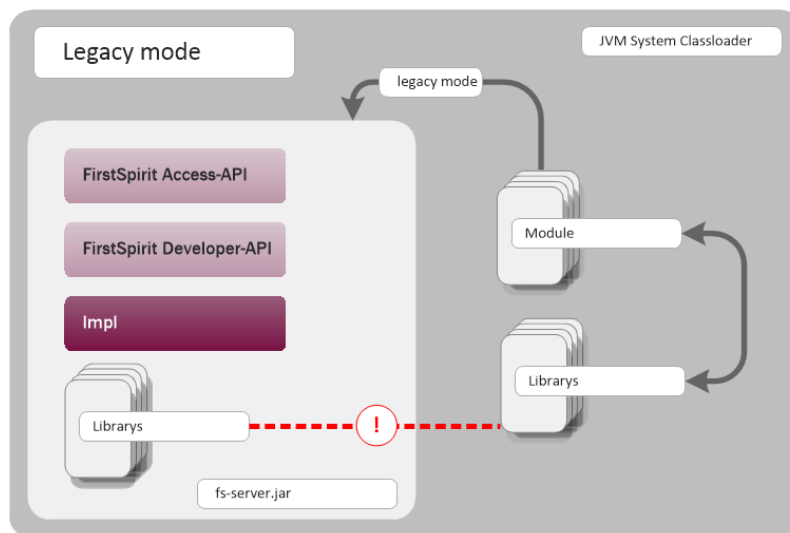 Legacy mode
JVM System Classloader
legacy mode
FirstSpirit Access-API
FirstSpirit Developer-API
Impl
Module
Librarys
Librarys
!
fs-server.jar